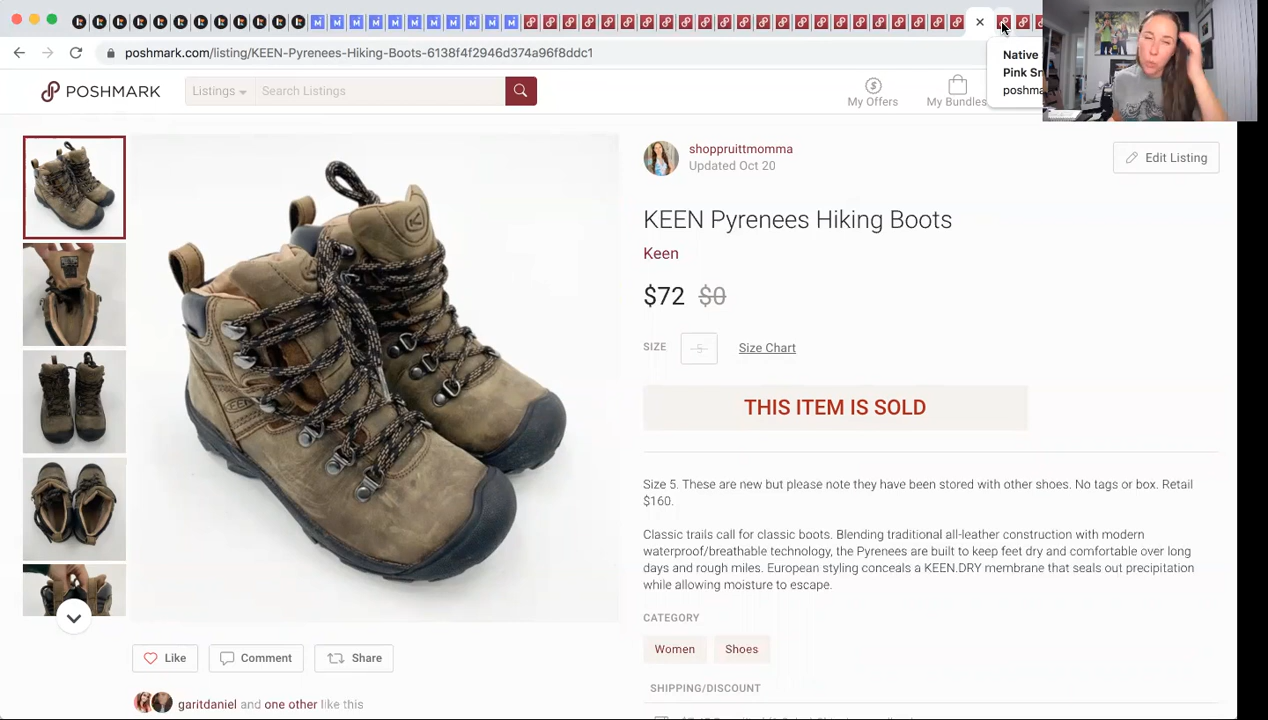 poshmark.com/listing/KEEN-Pyrenees-Hiking-Boots-6138f4f2946d374a96f8ddc1
Native
Pink
POSHMARK
Listings
Search Listings
My Offers
My Bundles
shoppruittmomma
Updated Oct 20
Edit Listing
KEEN Pyrenees Hiking Boots
Keen
$72 $0
SIZE 5 Size Chart
THIS ITEM IS SOLD
Size 5. These are new but please note they have been stored with other shoes. No tags or box. Retail
$160.
Classic trails call for classic boots. Blending traditional all-leather construction with modern
waterproof/breathable technology, the Pyrenees are built to keep feet dry and comfortable over long
days and rough miles. European styling conceals a KEEN.DRY membrane that seals out precipitation
while allowing moisture to escape.
CATEGORY
Women Shoes
SHIPPING/DISCOUNT
Like Comment Share
garitdaniel and one other like this
KEEN